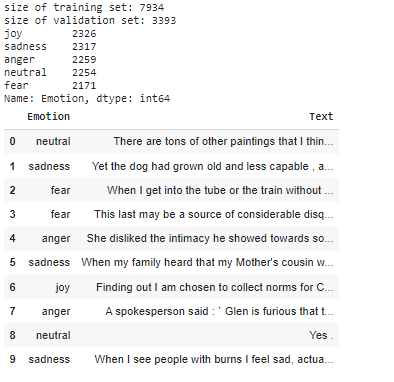 size of training set: 7934
size of validation set: 3393
joy 2326
sadness 2317
anger 2259
neutral 2254
fear 2171
Name: Emotion, dtype: int64
Emotion Text
0 neutral There are tons of other paintings that I thin...
1 sadness Yet the dog had grown old and less capable , a...
2 fear When I get into the tube or the train without ...
3 fear This last may be a source of considerable disq...
4 anger She disliked the intimacy he showed towards so...
5 sadness When my family heard that my Mother's cousin w...
6 joy Finding out I am chosen to collect norms for C...
7 anger A spokesperson said : ` Glen is furious that t...
8 neutral Yes .
9 sadness When I see people with burns I feel sad, actua...